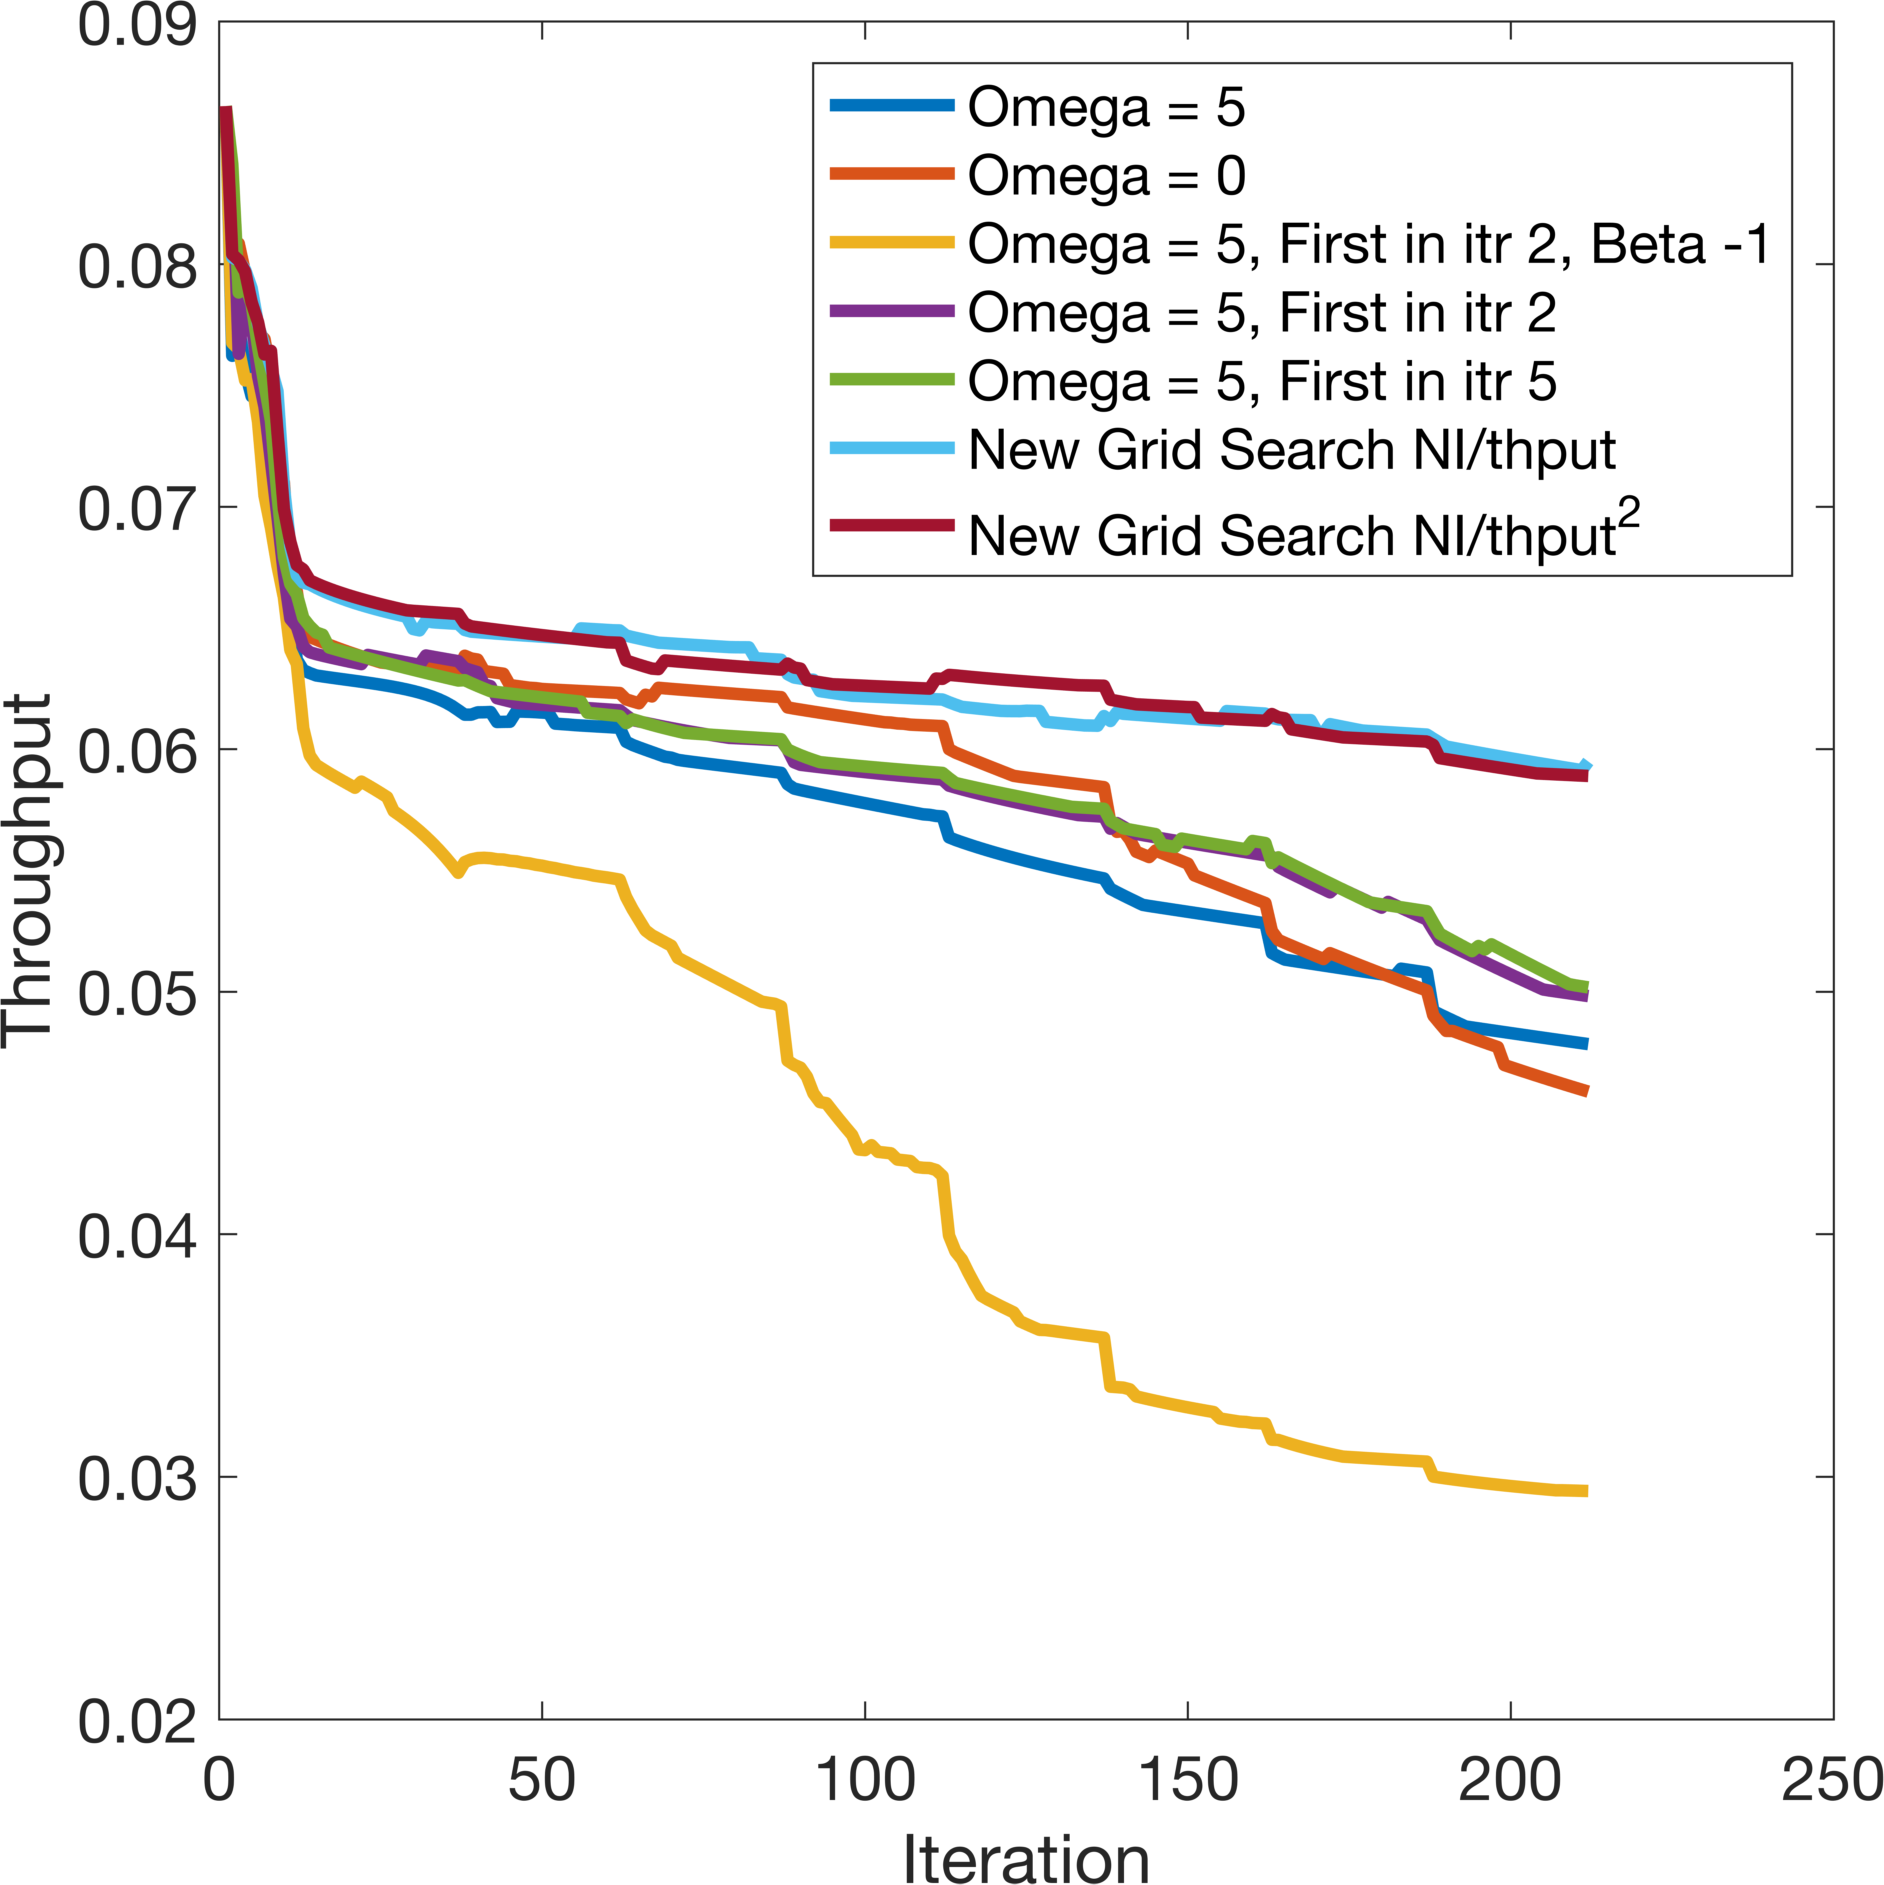 0.09
0.08
0.07
0.06
0.05
0.04
0.03
0.02
Throughput
Omega = 5
Omega = 0
Omega = 5, First in itr 2, Beta -1
Omega = 5, First in itr 2
Omega = 5, First in itr 5
New Grid Search NI/thput
New Grid Search NI/thput²
0 50 100 150 200 250
Iteration